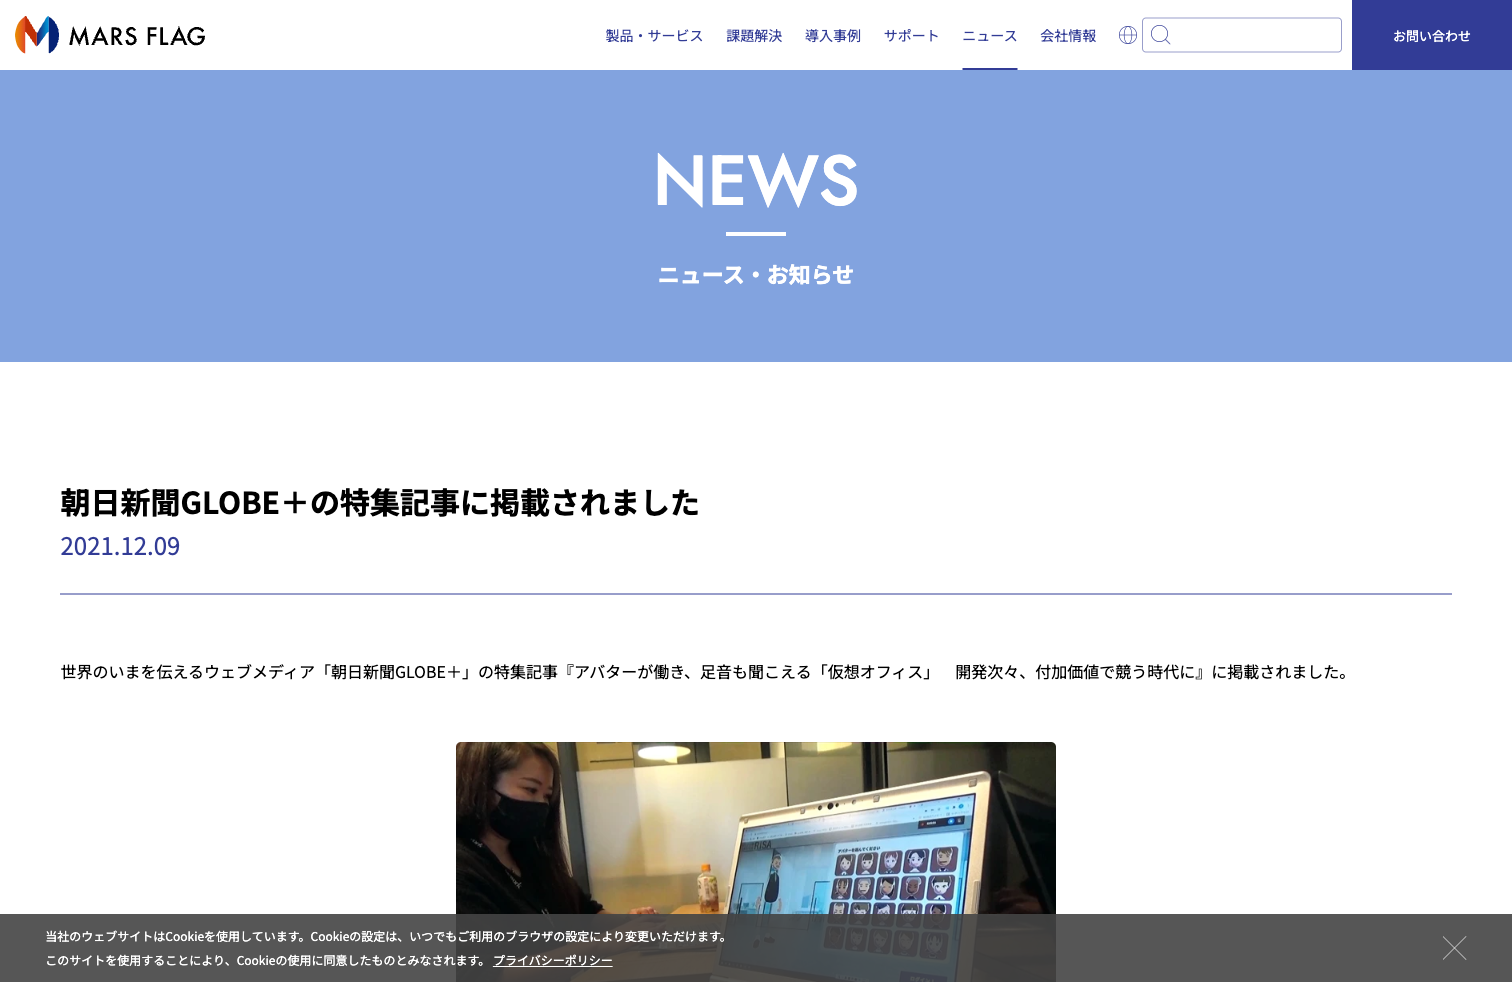 MARS FLAG
製品・サービス 課題解決 導入事例 サポート ニュース 会社情報 お問い合わせ
NEWS
ニュース・お知らせ
朝日新聞GLOBE＋の特集記事に掲載されました
2021.12.09
世界のいまを伝えるウェブメディア「朝日新聞GLOBE＋」の特集記事『アバターが働き、足音も聞こえる「仮想オフィス」　開発次々、付加価値で競う時代に』に掲載されました。
アバターを選んでください
当社のウェブサイトはCookieを使用しています。Cookieの設定は、いつでもご利用のブラウザの設定により変更いただけます。
このサイトを使用することにより、Cookieの使用に同意したものとみなされます。 プライバシーポリシー